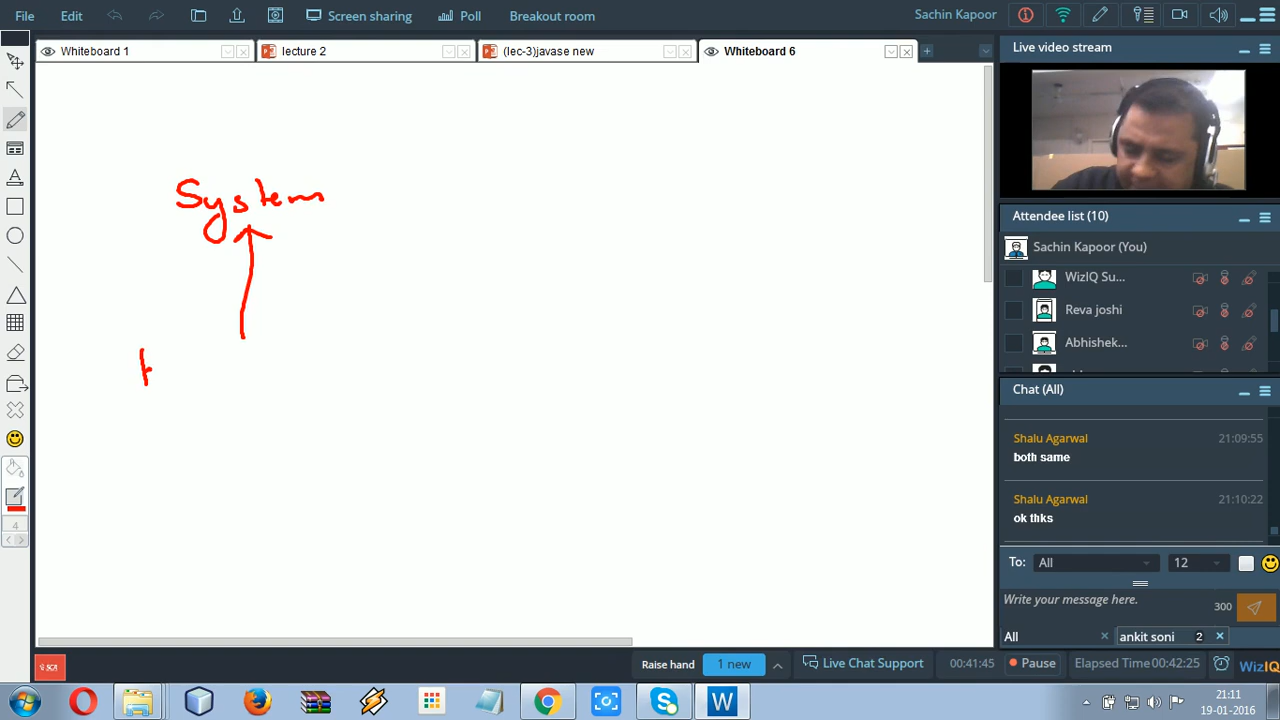 File Edit Screen sharing Poll Breakout room Sachin Kapoor
Whiteboard 1 lecture 2 (lec-3)javase new Whiteboard 6
Live video stream
System
Attendee list (10)
Sachin Kapoor (You)
WizIQ Su...
Reva joshi
Abhishek...
Chat (All)
Shalu Agarwal 21:09:55
both same
Shalu Agarwal 21:10:22
ok thks
4
To: All 12
Write your message here. 300
All ankit soni 2
Raise hand 1 new Live Chat Support 00:41:45 Pause Elapsed Time 00:42:25 WizIQ
21:11
19-01-2016